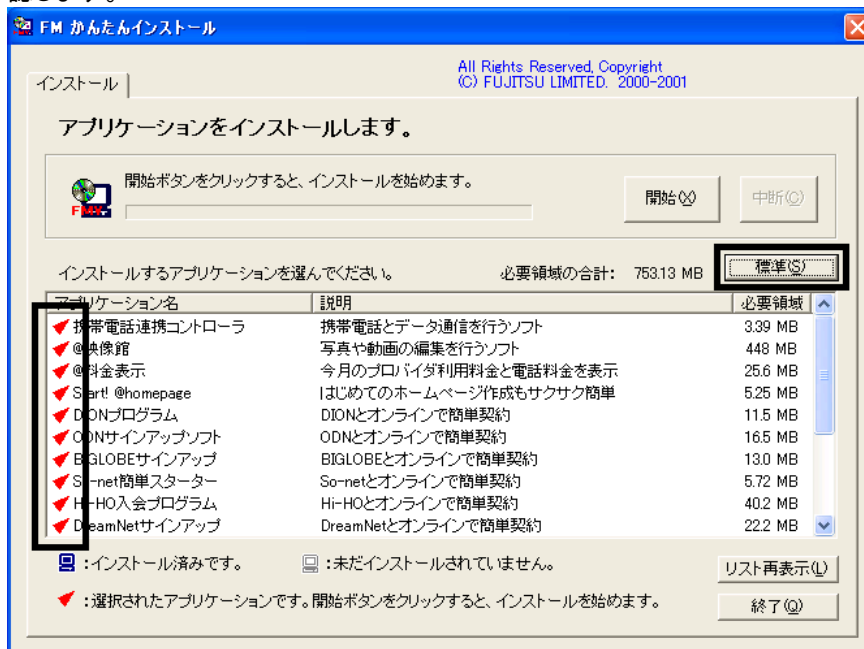 FM かんたんインストール
All Rights Reserved, Copyright
(C) FUJITSU LIMITED. 2000-2001
インストール
アプリケーションをインストールします。
開始ボタンをクリックすると、インストールを始めます。
FMV
開始(X)
中断(C)
インストールするアプリケーションを選んでください。 必要領域の合計: 753.13 MB
標準(S)
アプリケーション名 説明 必要領域
携帯電話連携コントローラ 携帯電話とデータ通信を行うソフト 3.39 MB
@映像館 写真や動画の編集を行うソフト 448 MB
@料金表示 今月のプロバイダ利用料金と電話料金を表示 25.6 MB
Start! @homepage はじめてのホームページ作成もサクサク簡単 5.25 MB
DIONプログラム DIONとオンラインで簡単契約 11.5 MB
ODNサインアップソフト ODNとオンラインで簡単契約 16.5 MB
BIGLOBEサインアップ BIGLOBEとオンラインで簡単契約 13.0 MB
So-net簡単スターター So-netとオンラインで簡単契約 5.72 MB
Hi-HO入会プログラム Hi-HOとオンラインで簡単契約 40.2 MB
DreamNetサインアップ DreamNetとオンラインで簡単契約 22.2 MB
:インストール済みです。 :未だインストールされていません。
リスト再表示(L)
:選択されたアプリケーションです。開始ボタンをクリックすると、インストールを始めます。
終了(Q)